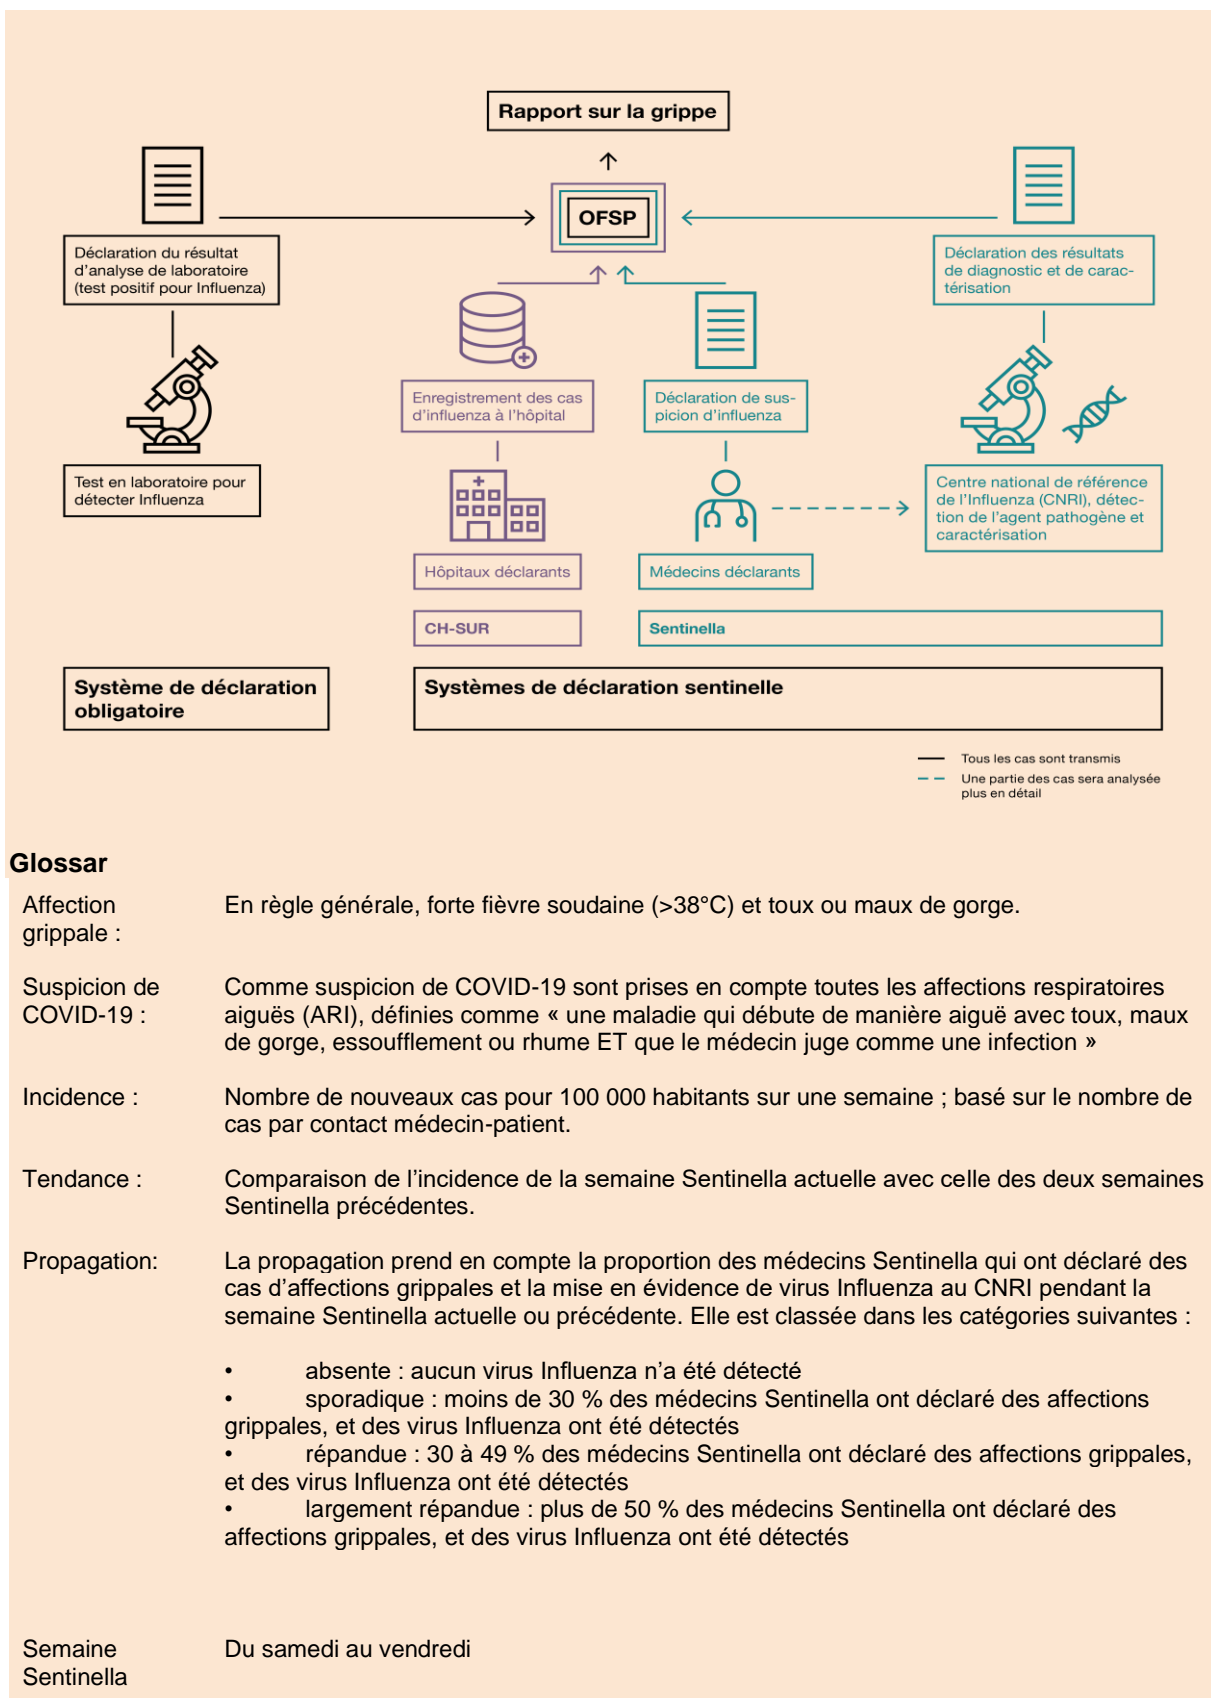 Rapport sur la grippe
OFSP
Déclaration du résultat
d'analyse de laboratoire
(test positif pour Influenza)
Déclaration des résultats
de diagnostic et de carac-
térisation
Enregistrement des cas
d'influenza à l'hôpital
Déclaration de sus-
picion d'influenza
Test en laboratoire pour
détecter Influenza
Centre national de référence
de l'Influenza (CNRI), détec-
tion de l'agent pathogène et
caractérisation
Hôpitaux déclarants
Médecins déclarants
CH-SUR
Sentinella
Système de déclaration
obligatoire
Systèmes de déclaration sentinelle
Tous les cas sont transmis
Une partie des cas sera analysée
plus en détail
Glossar
Affection
grippale :
En règle générale, forte fièvre soudaine (>38°C) et toux ou maux de gorge.
Suspicion de
COVID-19 :
Comme suspicion de COVID-19 sont prises en compte toutes les affections respiratoires
aiguës (ARI), définies comme « une maladie qui débute de manière aiguë avec toux, maux
de gorge, essoufflement ou rhume ET que le médecin juge comme une infection »
Incidence :
Nombre de nouveaux cas pour 100 000 habitants sur une semaine ; basé sur le nombre de
cas par contact médecin-patient.
Tendance :
Comparaison de l'incidence de la semaine Sentinella actuelle avec celle des deux semaines
Sentinella précédentes.
Propagation:
La propagation prend en compte la proportion des médecins Sentinella qui ont déclaré des
cas d'affections grippales et la mise en évidence de virus Influenza au CNRI pendant la
semaine Sentinella actuelle ou précédente. Elle est classée dans les catégories suivantes :
• absente : aucun virus Influenza n'a été détecté
• sporadique : moins de 30 % des médecins Sentinella ont déclaré des affections
grippales, et des virus Influenza ont été détectés
• répandue : 30 à 49 % des médecins Sentinella ont déclaré des affections grippales,
et des virus Influenza ont été détectés
• largement répandue : plus de 50 % des médecins Sentinella ont déclaré des
affections grippales, et des virus Influenza ont été détectés
Semaine
Sentinella
Du samedi au vendredi